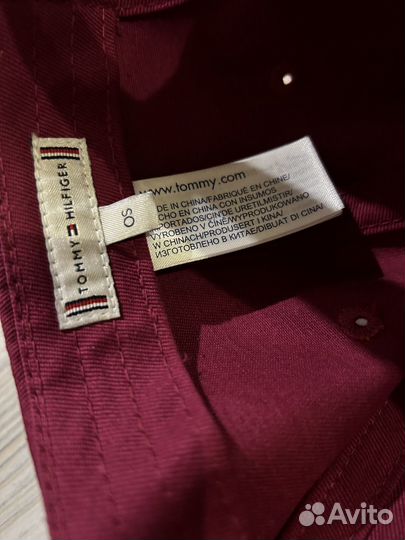 TOMMY HILFIGER
OS
www.tommy.com
MADE IN CHINA/FABRIQUÉ EN CHINE/
HECHO EN CHINA CON INSUMOS
IMPORTADOS/CIN'DE URETILMISTIR/
VYROBENO V ČÍNĚ/WYPRODUKOWANO
W CHINACH/PRODUSERT I KINA/
ИЗГОТОВЛЕНО В КИТАЕ/DIBUAT DI CINA/
Avito